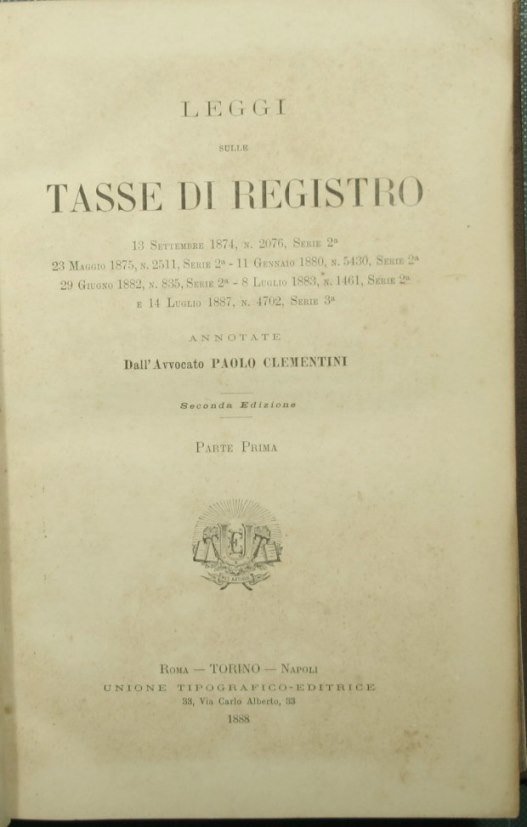 LEGGI
SULLE
TASSE DI REGISTRO
13 Settembre 1874, n. 2076, Serie 2ª
23 Maggio 1875, n. 2511, Serie 2ª - 11 Gennaio 1880, n. 5430, Serie 2ª
29 Giugno 1882, n. 835, Serie 2ª - 8 Luglio 1883, n. 1461, Serie 2ª
e 14 Luglio 1887, n. 4702, Serie 3ª
ANNOTATE
Dall'Avvocato PAOLO CLEMENTINI
Seconda Edizione
Parte Prima
UET
Roma — TORINO — Napoli
UNIONE TIPOGRAFICO-EDITRICE
33, Via Carlo Alberto, 33
1888